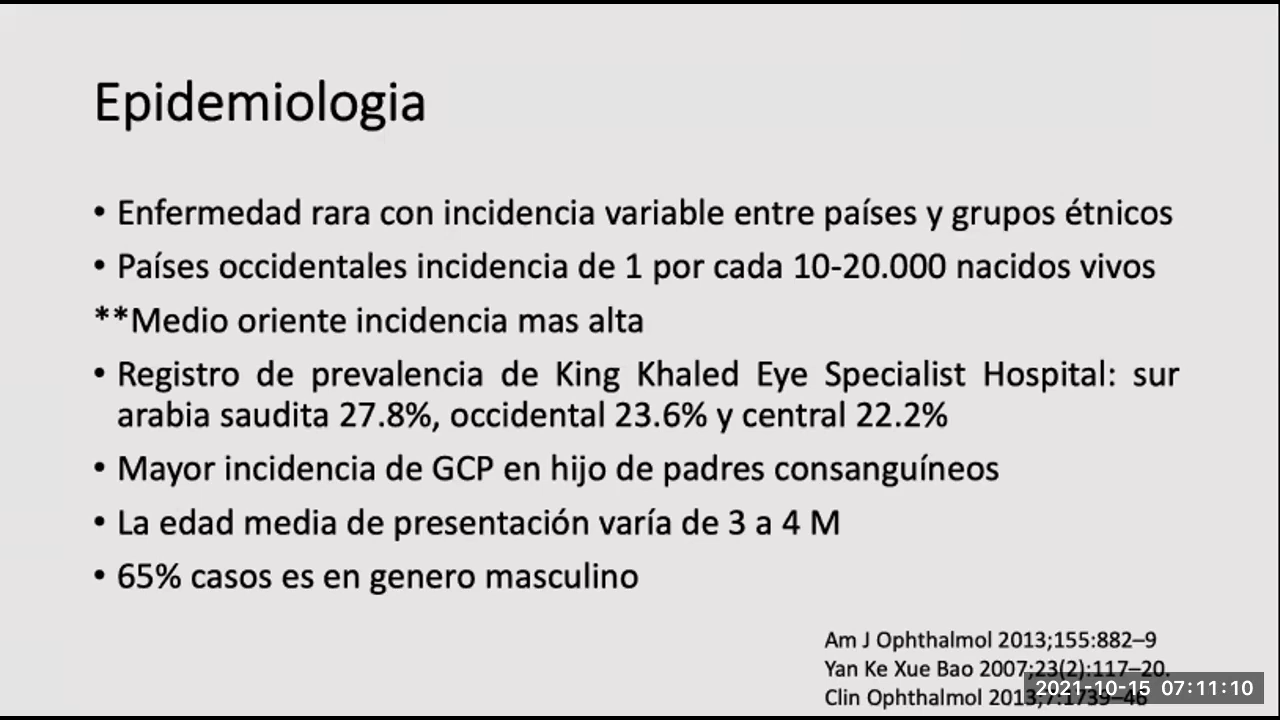 Epidemiologia
• Enfermedad rara con incidencia variable entre países y grupos étnicos
• Países occidentales incidencia de 1 por cada 10-20.000 nacidos vivos
**Medio oriente incidencia mas alta
• Registro de prevalencia de King Khaled Eye Specialist Hospital: sur
arabia saudita 27.8%, occidental 23.6% y central 22.2%
• Mayor incidencia de GCP en hijo de padres consanguíneos
• La edad media de presentación varía de 3 a 4 M
• 65% casos es en genero masculino
Am J Ophthalmol 2013;155:882–9
Yan Ke Xue Bao 2007;23(2):117–20.
Clin Ophthalmol 2013;7:1739–46
2021-10-15 07:11:10